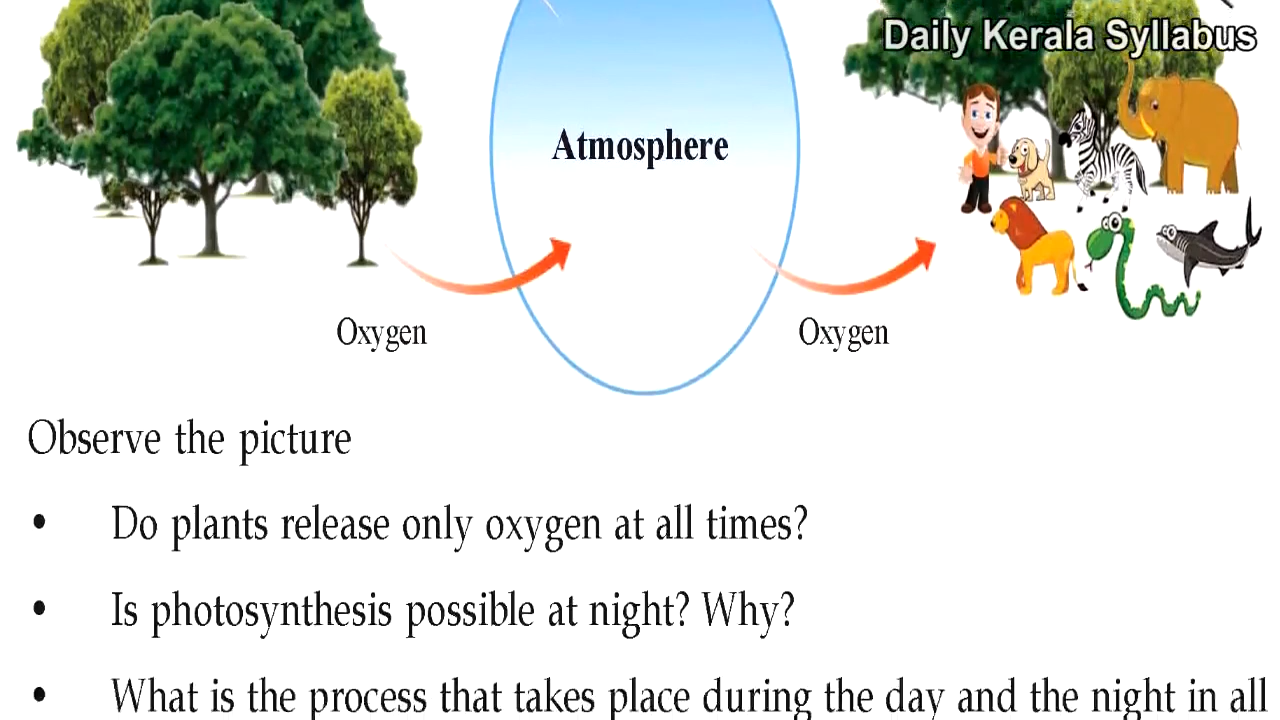 Daily Kerala Syllabus
Atmosphere
Oxygen Oxygen
Observe the picture
• Do plants release only oxygen at all times?
• Is photosynthesis possible at night? Why?
• What is the process that takes place during the day and the night in all